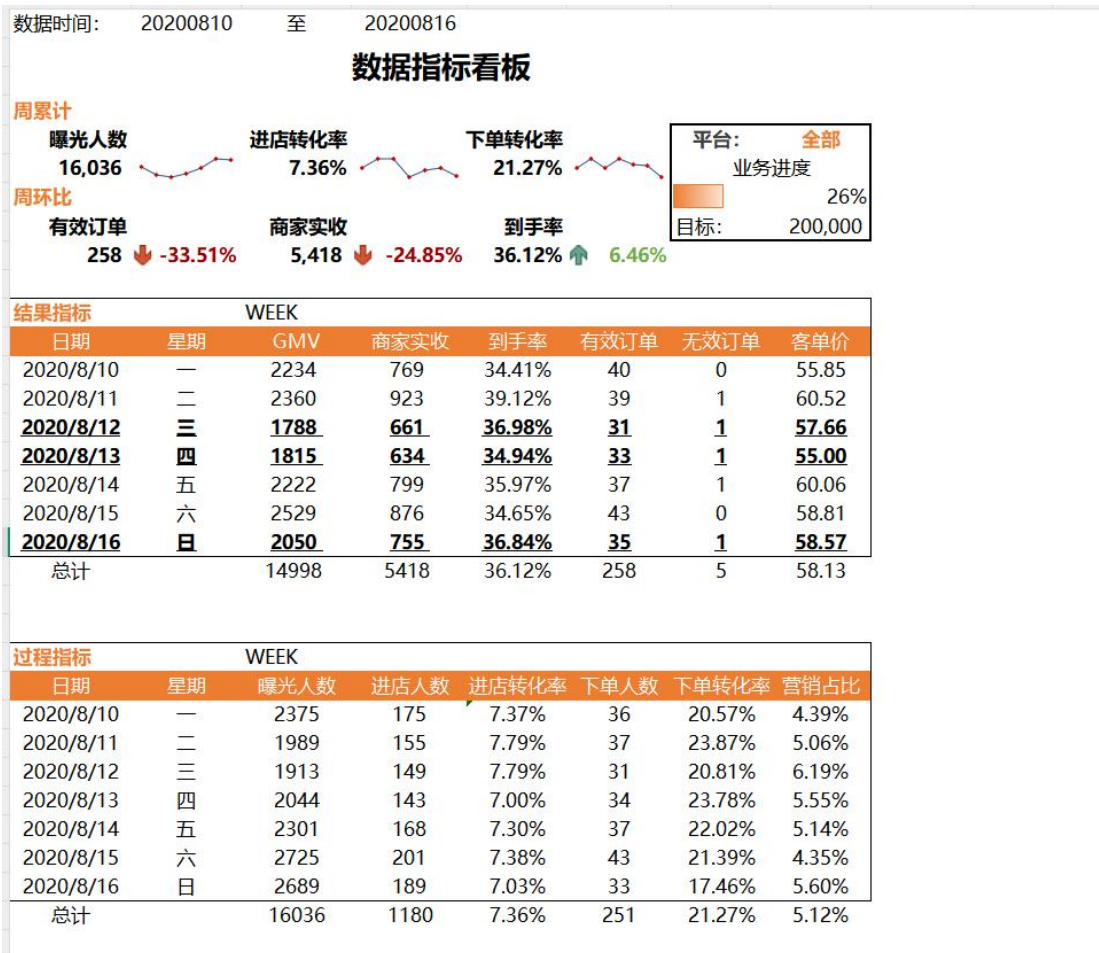 数据时间: 20200810 至 20200816
数据指标看板
周累计
曝光人数 进店转化率 下单转化率 平台: 全部
16,036 7.36% 21.27% 业务进度
周环比 26%
有效订单 商家实收 到手率 目标: 200,000
258 -33.51% 5,418 -24.85% 36.12% 6.46%
结果指标 WEEK
日期 星期 GMV 商家实收 到手率 有效订单 无效订单 客单价
2020/8/10 一 2234 769 34.41% 40 0 55.85
2020/8/11 二 2360 923 39.12% 39 1 60.52
2020/8/12 三 1788 661 36.98% 31 1 57.66
2020/8/13 四 1815 634 34.94% 33 1 55.00
2020/8/14 五 2222 799 35.97% 37 1 60.06
2020/8/15 六 2529 876 34.65% 43 0 58.81
2020/8/16 日 2050 755 36.84% 35 1 58.57
总计 14998 5418 36.12% 258 5 58.13
过程指标 WEEK
日期 星期 曝光人数 进店人数 进店转化率 下单人数 下单转化率 营销占比
2020/8/10 一 2375 175 7.37% 36 20.57% 4.39%
2020/8/11 二 1989 155 7.79% 37 23.87% 5.06%
2020/8/12 三 1913 149 7.79% 31 20.81% 6.19%
2020/8/13 四 2044 143 7.00% 34 23.78% 5.55%
2020/8/14 五 2301 168 7.30% 37 22.02% 5.14%
2020/8/15 六 2725 201 7.38% 43 21.39% 4.35%
2020/8/16 日 2689 189 7.03% 33 17.46% 5.60%
总计 16036 1180 7.36% 251 21.27% 5.12%